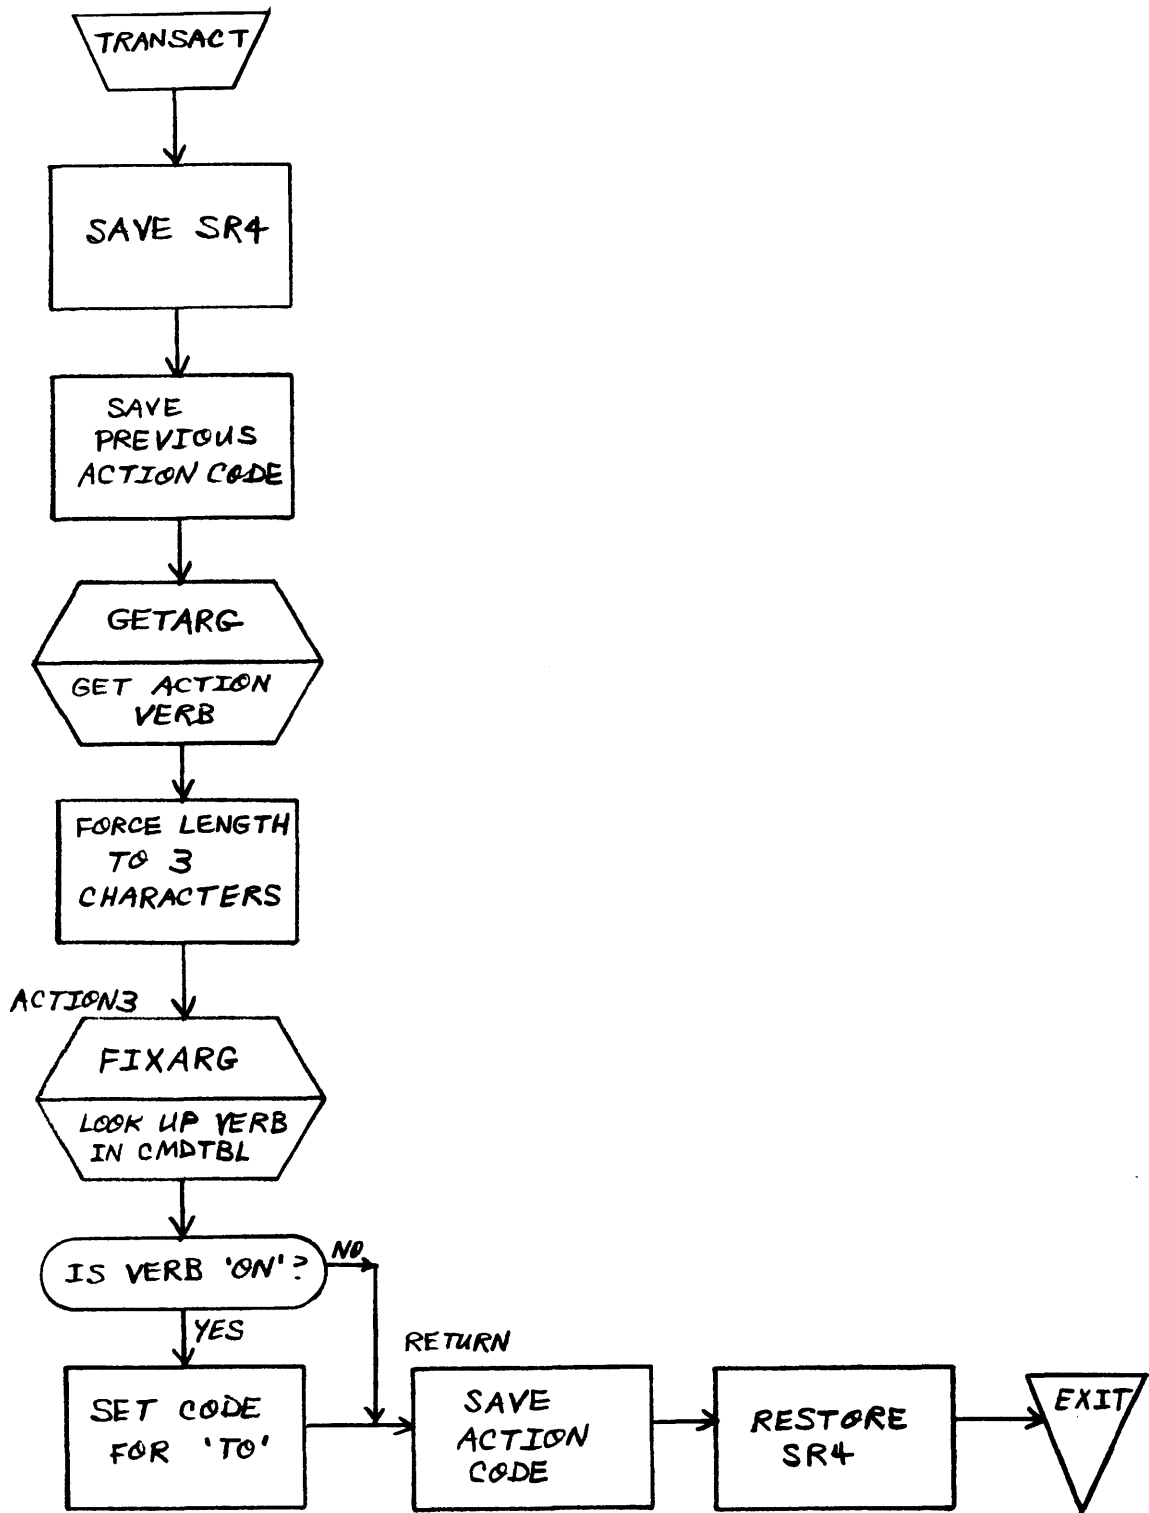 TRANSACT
SAVE SR4
SAVE
PREVIOUS
ACTION CODE
GETARG
GET ACTION
VERB
FORCE LENGTH
TO 3
CHARACTERS
ACTION3
FIXARG
LOOK UP VERB
IN CMDTBL
IS VERB 'ON'?
NO
YES
SET CODE
FOR 'TO'
RETURN
SAVE
ACTION
CODE
RESTORE
SR4
EXIT